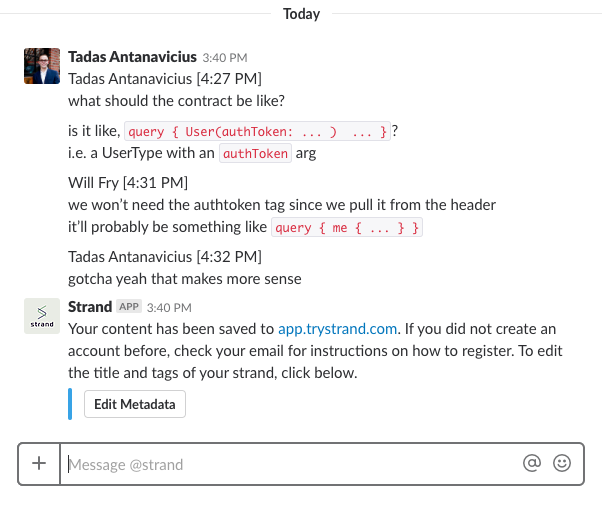 Today
Tadas Antanavicius 3:40 PM
Tadas Antanavicius [4:27 PM]
what should the contract be like?
is it like, query { User(authToken: ... )  ... } ?
i.e. a UserType with an authToken arg
Will Fry [4:31 PM]
we won’t need the authtoken tag since we pull it from the header
it’ll probably be something like query { me { ... } }
Tadas Antanavicius [4:32 PM]
gotcha yeah that makes more sense
strand
Strand APP 3:40 PM
Your content has been saved to app.trystrand.com. If you did not create an
account before, check your email for instructions on how to register. To edit
the title and tags of your strand, click below.
Edit Metadata
+ Message @strand @